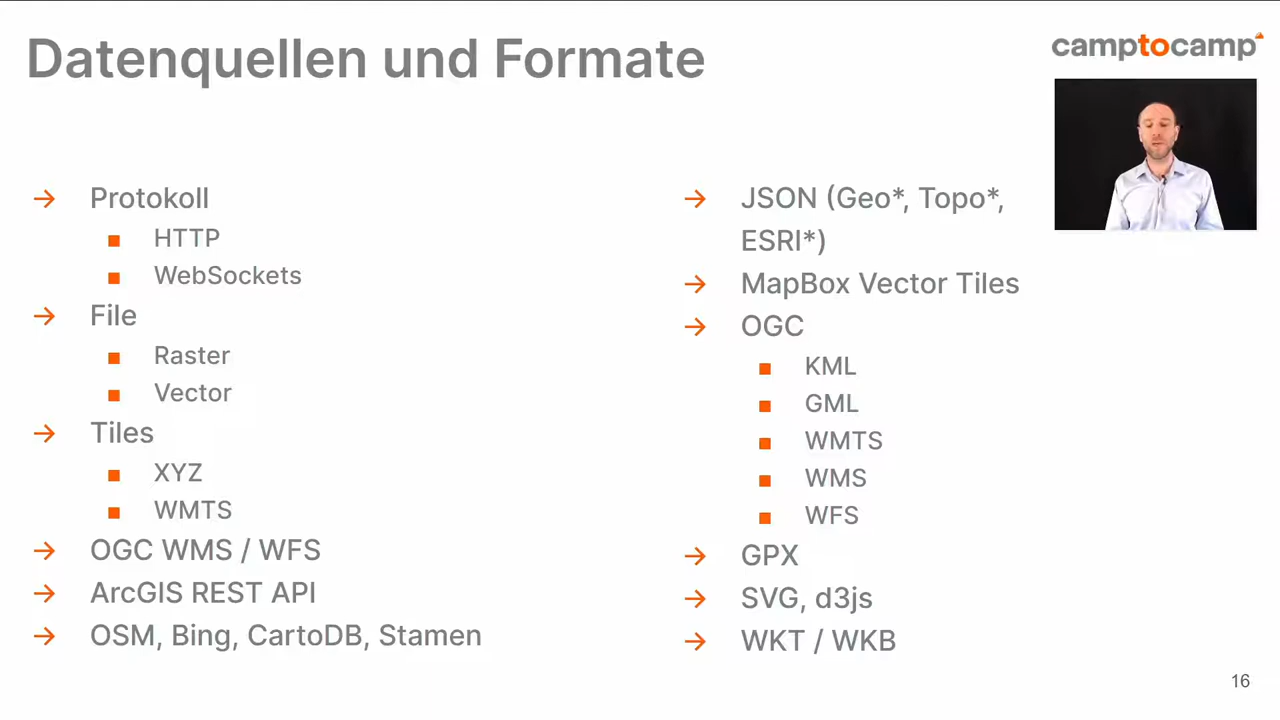 Datenquellen und Formate
camptocamp
→ Protokoll
■ HTTP
■ WebSockets
→ File
■ Raster
■ Vector
→ Tiles
■ XYZ
■ WMTS
→ OGC WMS / WFS
→ ArcGIS REST API
→ OSM, Bing, CartoDB, Stamen
→ JSON (Geo*, Topo*,
ESRI*)
→ MapBox Vector Tiles
→ OGC
■ KML
■ GML
■ WMTS
■ WMS
■ WFS
→ GPX
→ SVG, d3js
→ WKT / WKB
16